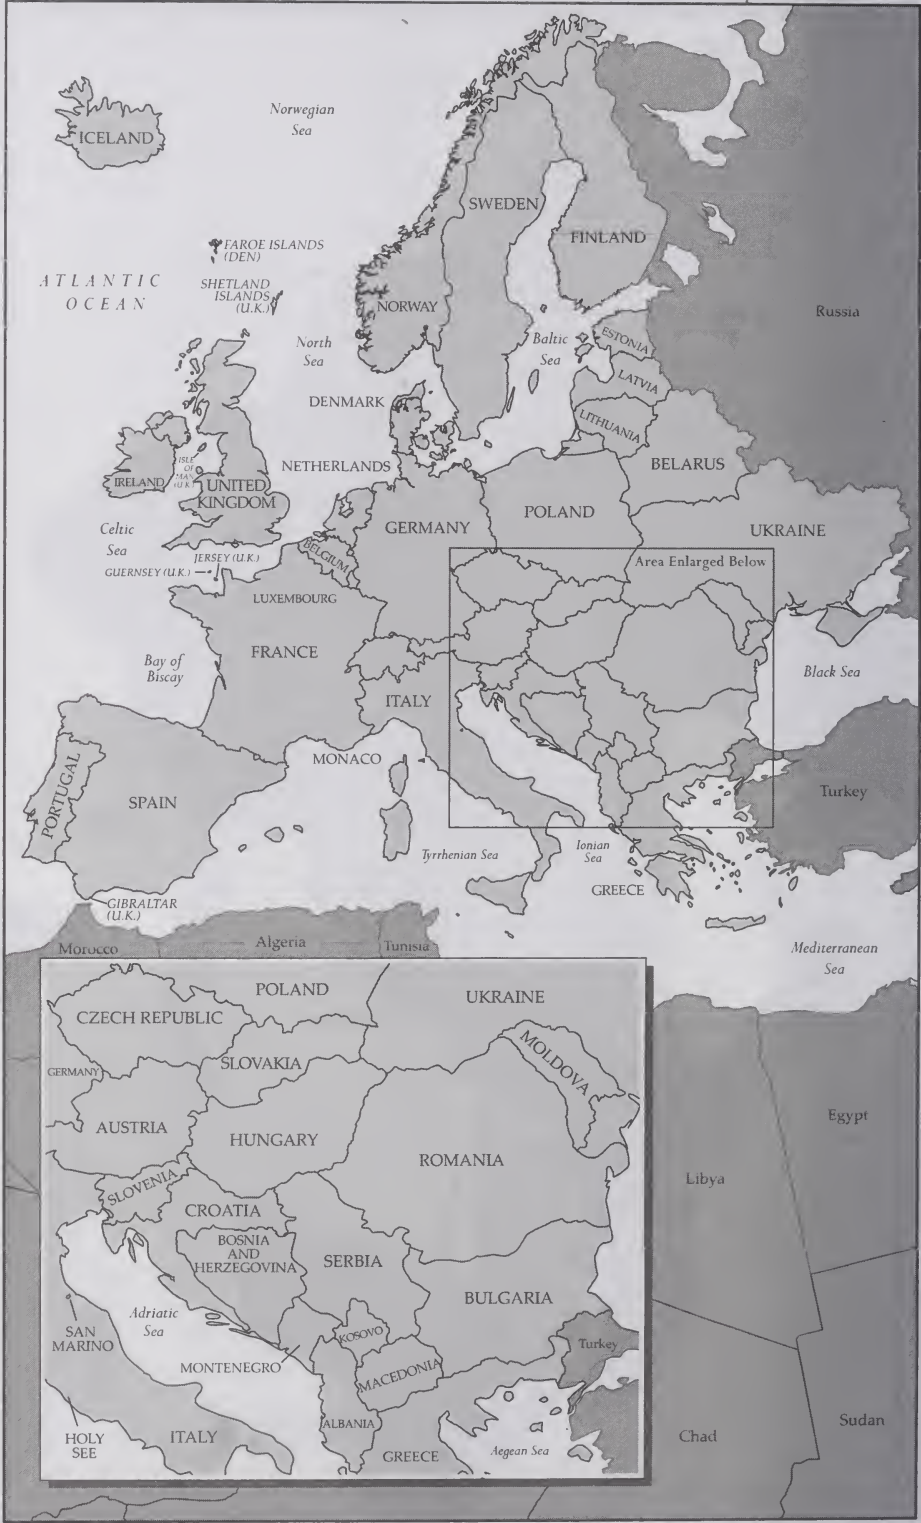 Norwegian
Sea
ICELAND
SWEDEN
FINLAND
FAROE ISLANDS
(DEN)
ATLANTIC
OCEAN
SHETLAND
ISLANDS
(U.K.)
NORWAY
Russia
North
Sea
Baltic
Sea
ESTONIA
LATVIA
DENMARK
LITHUANIA
NETHERLANDS
BELARUS
ISLE
OF
MAN
(U.K.)
IRELAND
UNITED
KINGDOM
GERMANY
POLAND
UKRAINE
Celtic
Sea
JERSEY (U.K.)
GUERNSEY (U.K.)
BELGIUM
Area Enlarged Below
LUXEMBOURG
FRANCE
Bay of
Biscay
Black Sea
ITALY
MONACO
PORTUGAL
SPAIN
Turkey
Tyrrhenian Sea
Ionian
Sea
GREECE
GIBRALTAR
(U.K.)
Morocco
Algeria
Tunisia
Mediterranean
Sea
POLAND
UKRAINE
CZECH REPUBLIC
MOLDOVA
SLOVAKIA
GERMANY
AUSTRIA
HUNGARY
ROMANIA
Egypt
Libya
SLOVENIA
CROATIA
BOSNIA
AND
HERZEGOVINA
SERBIA
BULGARIA
Adriatic
Sea
SAN
MARINO
KOSOVO
Turkey
MONTENEGRO
MACEDONIA
ALBANIA
HOLY
SEE
ITALY
GREECE
Aegean Sea
Chad
Sudan